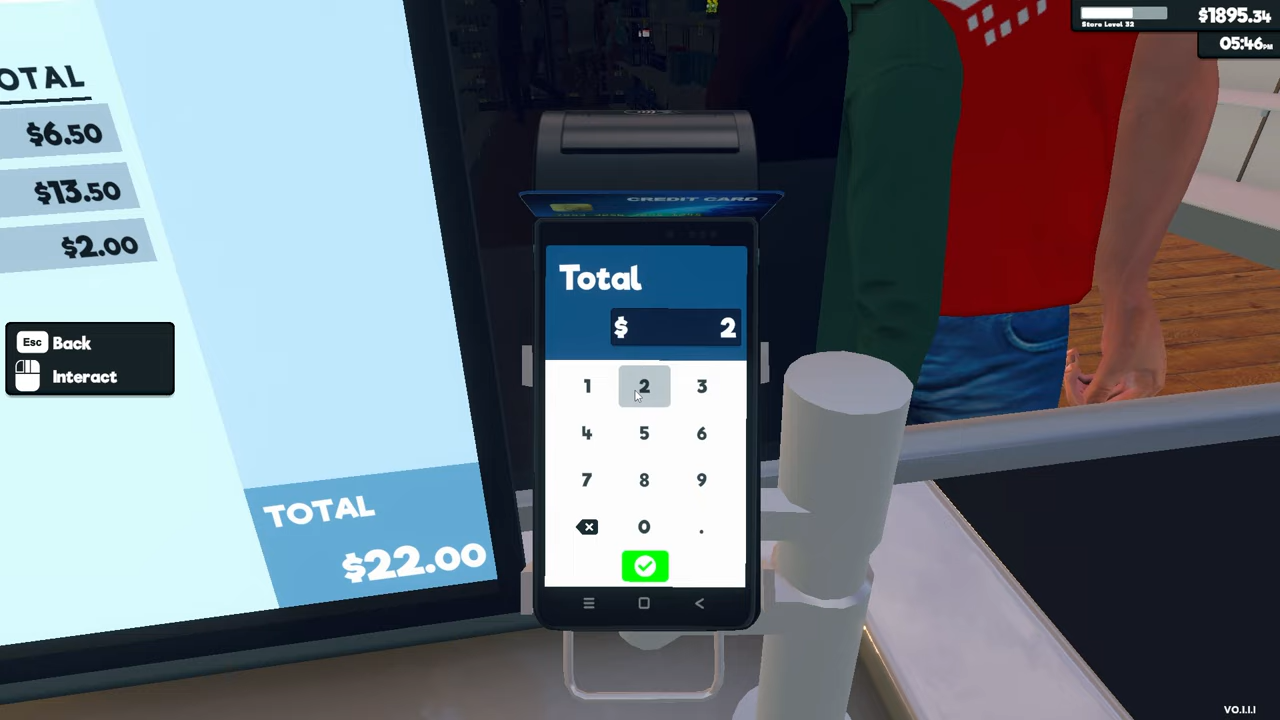 $1895.34
Store Level 32
05:46PM
OTAL
$6.50
$13.50
$2.00
CREDIT CARD
Total
$ 2
Esc Back
Interact
1 2 3
4 5 6
7 8 9
0 .
TOTAL
$22.00
V0.1.1.1